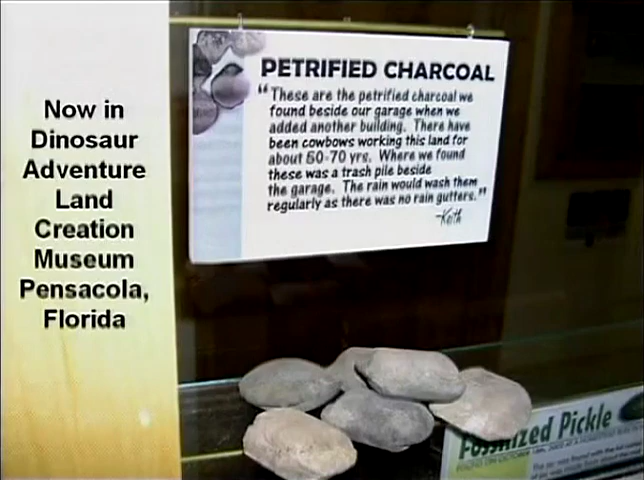 Now in
Dinosaur
Adventure
Land
Creation
Museum
Pensacola,
Florida
PETRIFIED CHARCOAL
"These are the petrified charcoal we
found beside our garage when we
added another building. There have
been cowboys working this land for
about 50-70 yrs. Where we found
these was a trash pile beside
the garage. The rain would wash them
regularly as there was no rain gutters."
-Keith
Fossilized Pickle